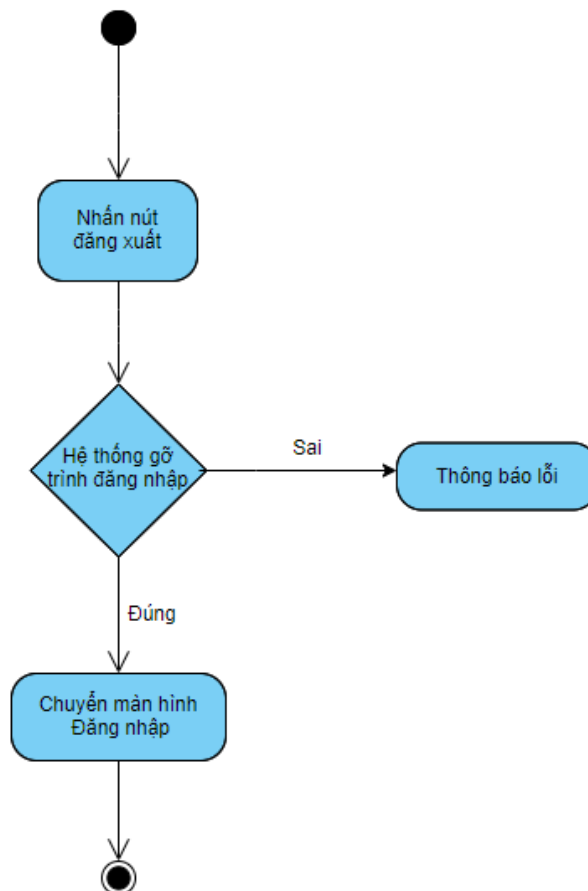 Nhấn nút
đăng xuất
Hệ thống gỡ
trình đăng nhập
Sai
Thông báo lỗi
Đúng
Chuyển màn hình
Đăng nhập